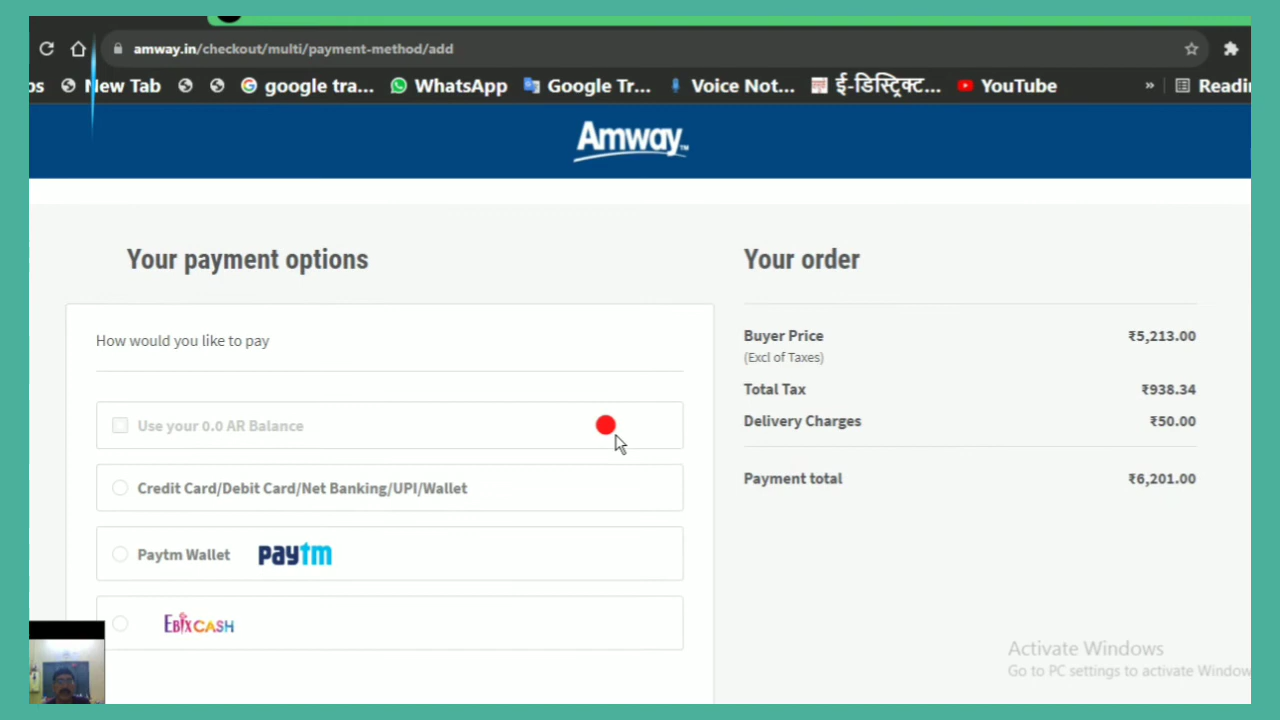 amway.in/checkout/multi/payment-method/add
New Tab google tra... WhatsApp Google Tr... Voice Not... ई-डिस्ट्रिक्ट... YouTube »
Amway
Your payment options
How would you like to pay
Use your 0.0 AR Balance
Credit Card/Debit Card/Net Banking/UPI/Wallet
Paytm Wallet paytm
EbixCash
Your order
Buyer Price ₹5,213.00
(Excl of Taxes)
Total Tax ₹938.34
Delivery Charges ₹50.00
Payment total ₹6,201.00
Activate Windows
Go to PC settings to activate Window